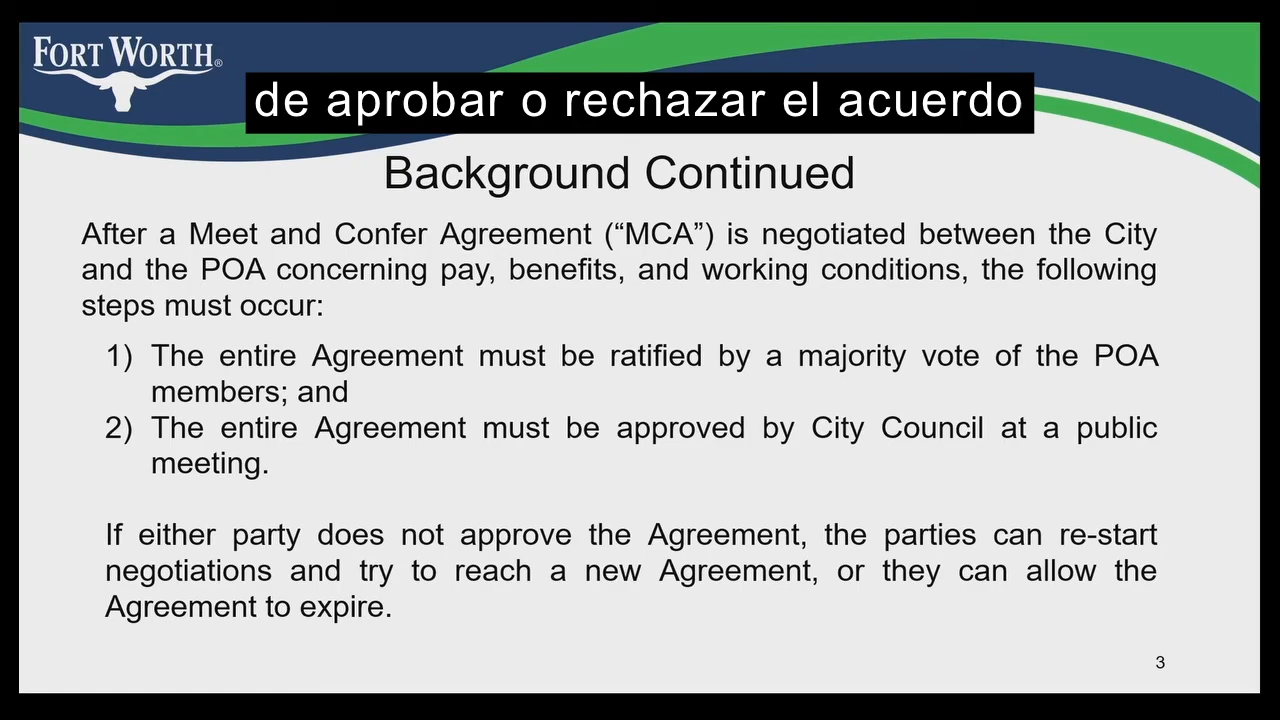 FORT WORTH®
de aprobar o rechazar el acuerdo
Background Continued
After a Meet and Confer Agreement (“MCA”) is negotiated between the City
and the POA concerning pay, benefits, and working conditions, the following
steps must occur:
1) The entire Agreement must be ratified by a majority vote of the POA
members; and
2) The entire Agreement must be approved by City Council at a public
meeting.
If either party does not approve the Agreement, the parties can re-start
negotiations and try to reach a new Agreement, or they can allow the
Agreement to expire.
3